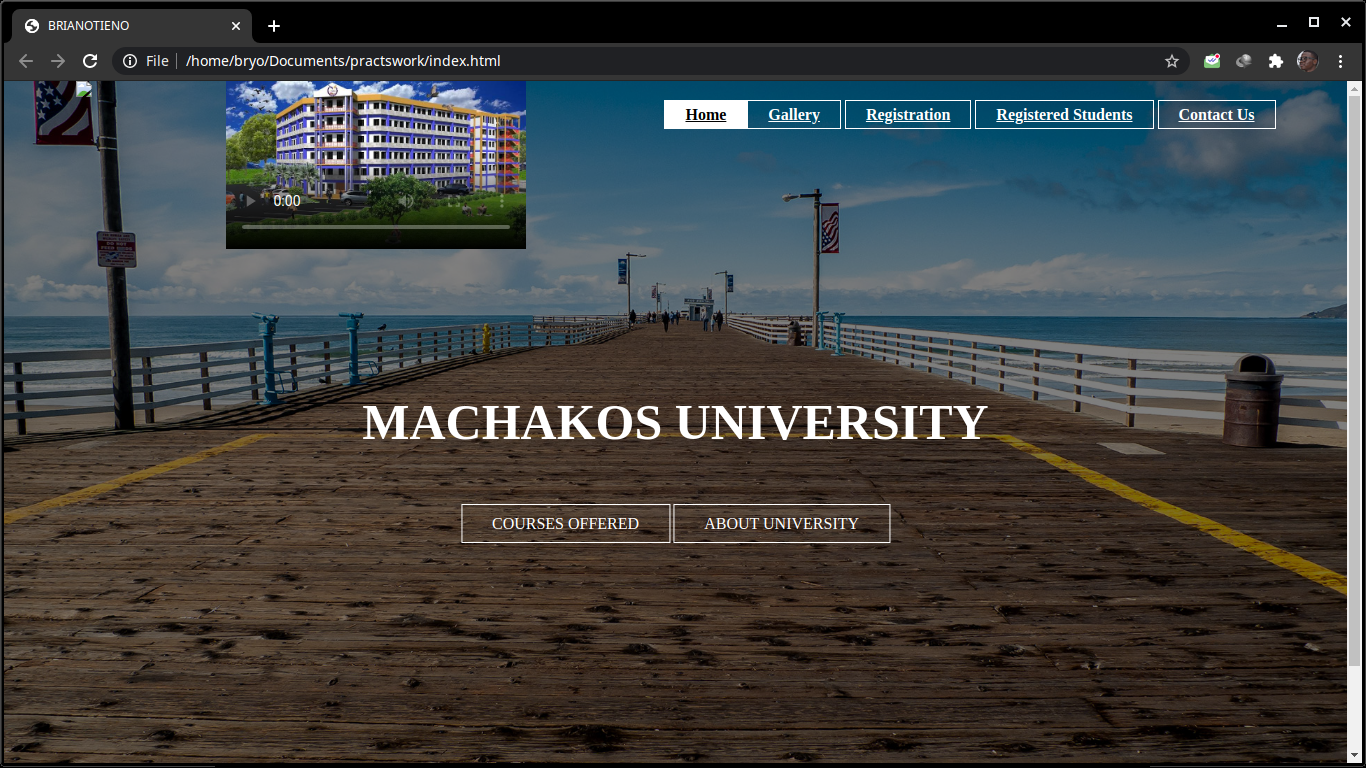 BRIANOTIENO
File /home/bryo/Documents/practswork/index.html
Home Gallery Registration Registered Students Contact Us
0:00
MACHAKOS UNIVERSITY
COURSES OFFERED ABOUT UNIVERSITY